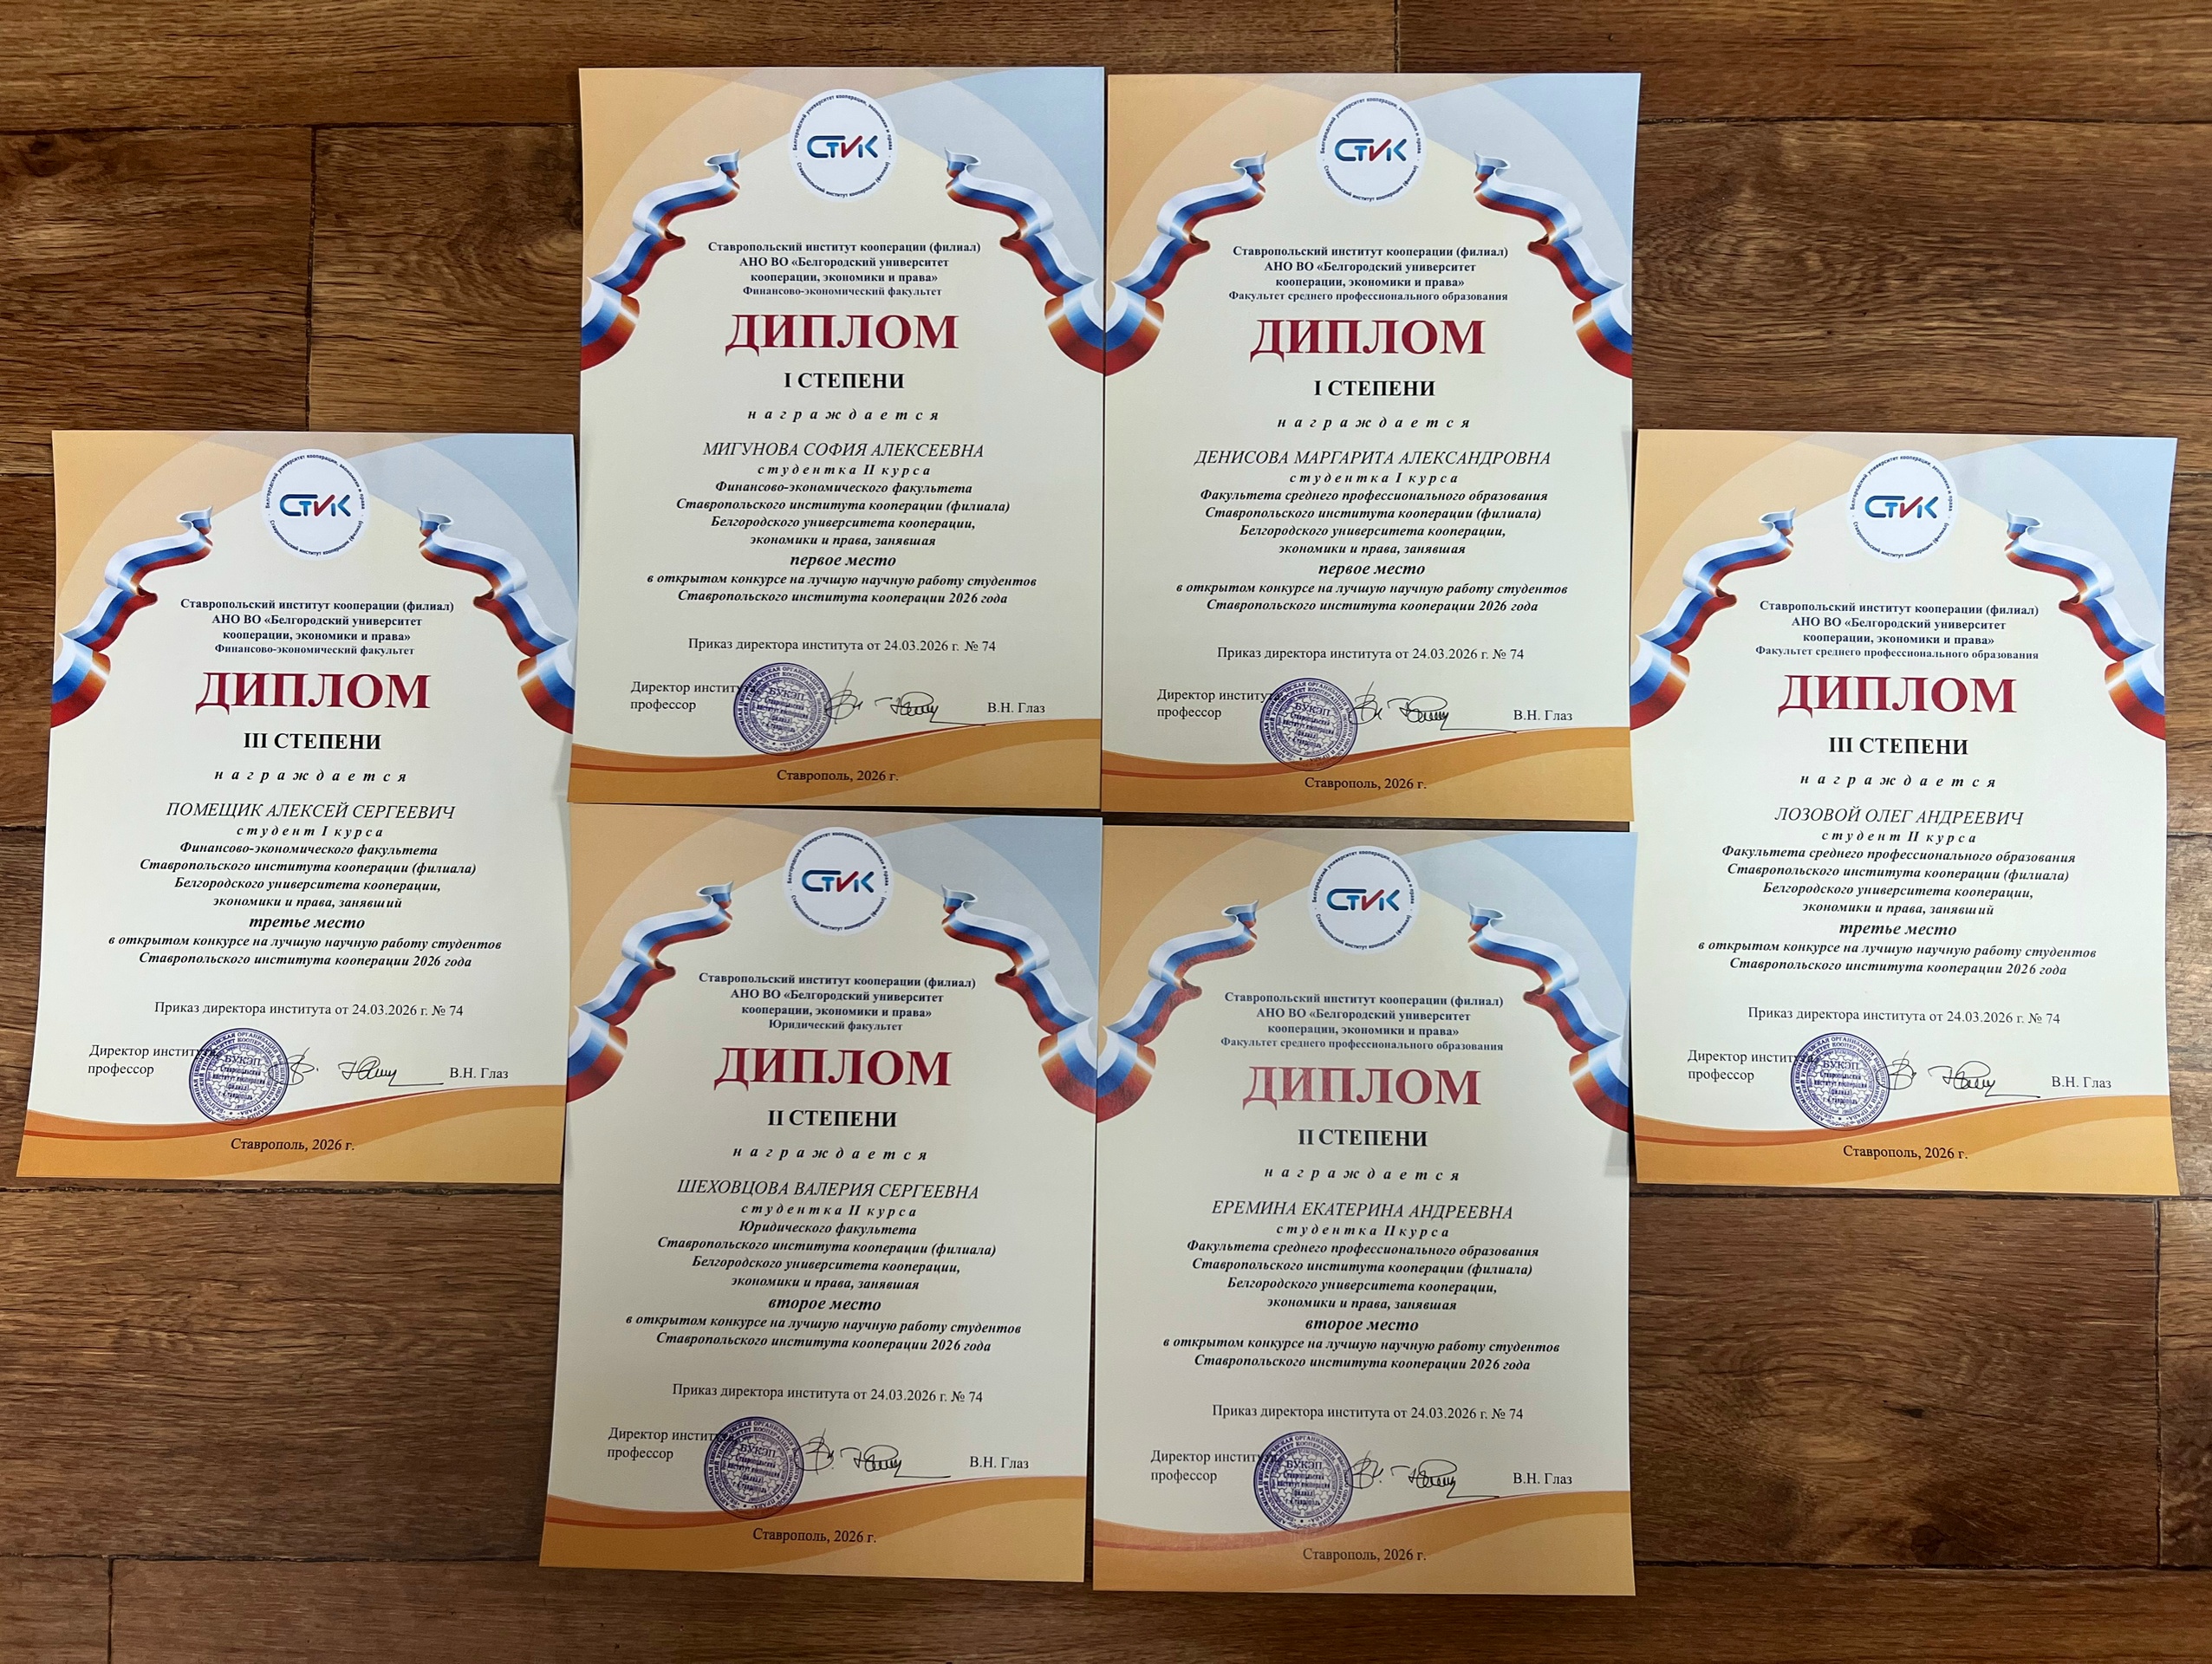 СТИК
Ставропольский институт кооперации (филиал)
АНО ВО «Белгородский университет
кооперации, экономики и права»
Финансово-экономический факультет
ДИПЛОМ
I СТЕПЕНИ
награждается
МИГУНОВА СОФИЯ АЛЕКСЕЕВНА
студентка II курса
Финансово-экономического факультета
Ставропольского института кооперации (филиала)
Белгородского университета кооперации,
экономики и права, занявшая
первое место
в открытом конкурсе на лучшую научную работу студентов
Ставропольского института кооперации 2026 года
Приказ директора института от 24.03.2026 г. № 74
Директор института
профессор
В.Н. Глаз
Ставрополь, 2026 г.
СТИК
Ставропольский институт кооперации (филиал)
АНО ВО «Белгородский университет
кооперации, экономики и права»
Факультет среднего профессионального образования
ДИПЛОМ
I СТЕПЕНИ
награждается
ДЕНИСОВА МАРГАРИТА АЛЕКСАНДРОВНА
студентка I курса
Факультета среднего профессионального образования
Ставропольского института кооперации (филиала)
Белгородского университета кооперации,
экономики и права, занявшая
первое место
в открытом конкурсе на лучшую научную работу студентов
Ставропольского института кооперации 2026 года
Приказ директора института от 24.03.2026 г. № 74
Директор института
профессор
В.Н. Глаз
Ставрополь, 2026 г.
СТИК
Ставропольский институт кооперации (филиал)
АНО ВО «Белгородский университет
кооперации, экономики и права»
Финансово-экономический факультет
ДИПЛОМ
III СТЕПЕНИ
награждается
ПОМЕЩИК АЛЕКСЕЙ СЕРГЕЕВИЧ
студент I курса
Финансово-экономического факультета
Ставропольского института кооперации (филиала)
Белгородского университета кооперации,
экономики и права, занявший
третье место
в открытом конкурсе на лучшую научную работу студентов
Ставропольского института кооперации 2026 года
Приказ директора института от 24.03.2026 г. № 74
Директор института
профессор
В.Н. Глаз
Ставрополь, 2026 г.
СТИК
Ставропольский институт кооперации (филиал)
АНО ВО «Белгородский университет
кооперации, экономики и права»
Факультет среднего профессионального образования
ДИПЛОМ
III СТЕПЕНИ
награждается
ЛОЗОВОЙ ОЛЕГ АНДРЕЕВИЧ
студент II курса
Факультета среднего профессионального образования
Ставропольского института кооперации (филиала)
Белгородского университета кооперации,
экономики и права, занявший
третье место
в открытом конкурсе на лучшую научную работу студентов
Ставропольского института кооперации 2026 года
Приказ директора института от 24.03.2026 г. № 74
Директор института
профессор
В.Н. Глаз
Ставрополь, 2026 г.
СТИК
Ставропольский институт кооперации (филиал)
АНО ВО «Белгородский университет
кооперации, экономики и права»
Юридический факультет
ДИПЛОМ
II СТЕПЕНИ
награждается
ШЕХОВЦОВА ВАЛЕРИЯ СЕРГЕЕВНА
студентка II курса
Юридического факультета
Ставропольского института кооперации (филиала)
Белгородского университета кооперации,
экономики и права, занявшая
второе место
в открытом конкурсе на лучшую научную работу студентов
Ставропольского института кооперации 2026 года
Приказ директора института от 24.03.2026 г. № 74
Директор института
профессор
В.Н. Глаз
Ставрополь, 2026 г.
СТИК
Ставропольский институт кооперации (филиал)
АНО ВО «Белгородский университет
кооперации, экономики и права»
Факультет среднего профессионального образования
ДИПЛОМ
II СТЕПЕНИ
награждается
ЕРЕМИНА ЕКАТЕРИНА АНДРЕЕВНА
студентка II курса
Факультета среднего профессионального образования
Ставропольского института кооперации (филиала)
Белгородского университета кооперации,
экономики и права, занявшая
второе место
в открытом конкурсе на лучшую научную работу студентов
Ставропольского института кооперации 2026 года
Приказ директора института от 24.03.2026 г. № 74
Директор института
профессор
В.Н. Глаз
Ставрополь, 2026 г.